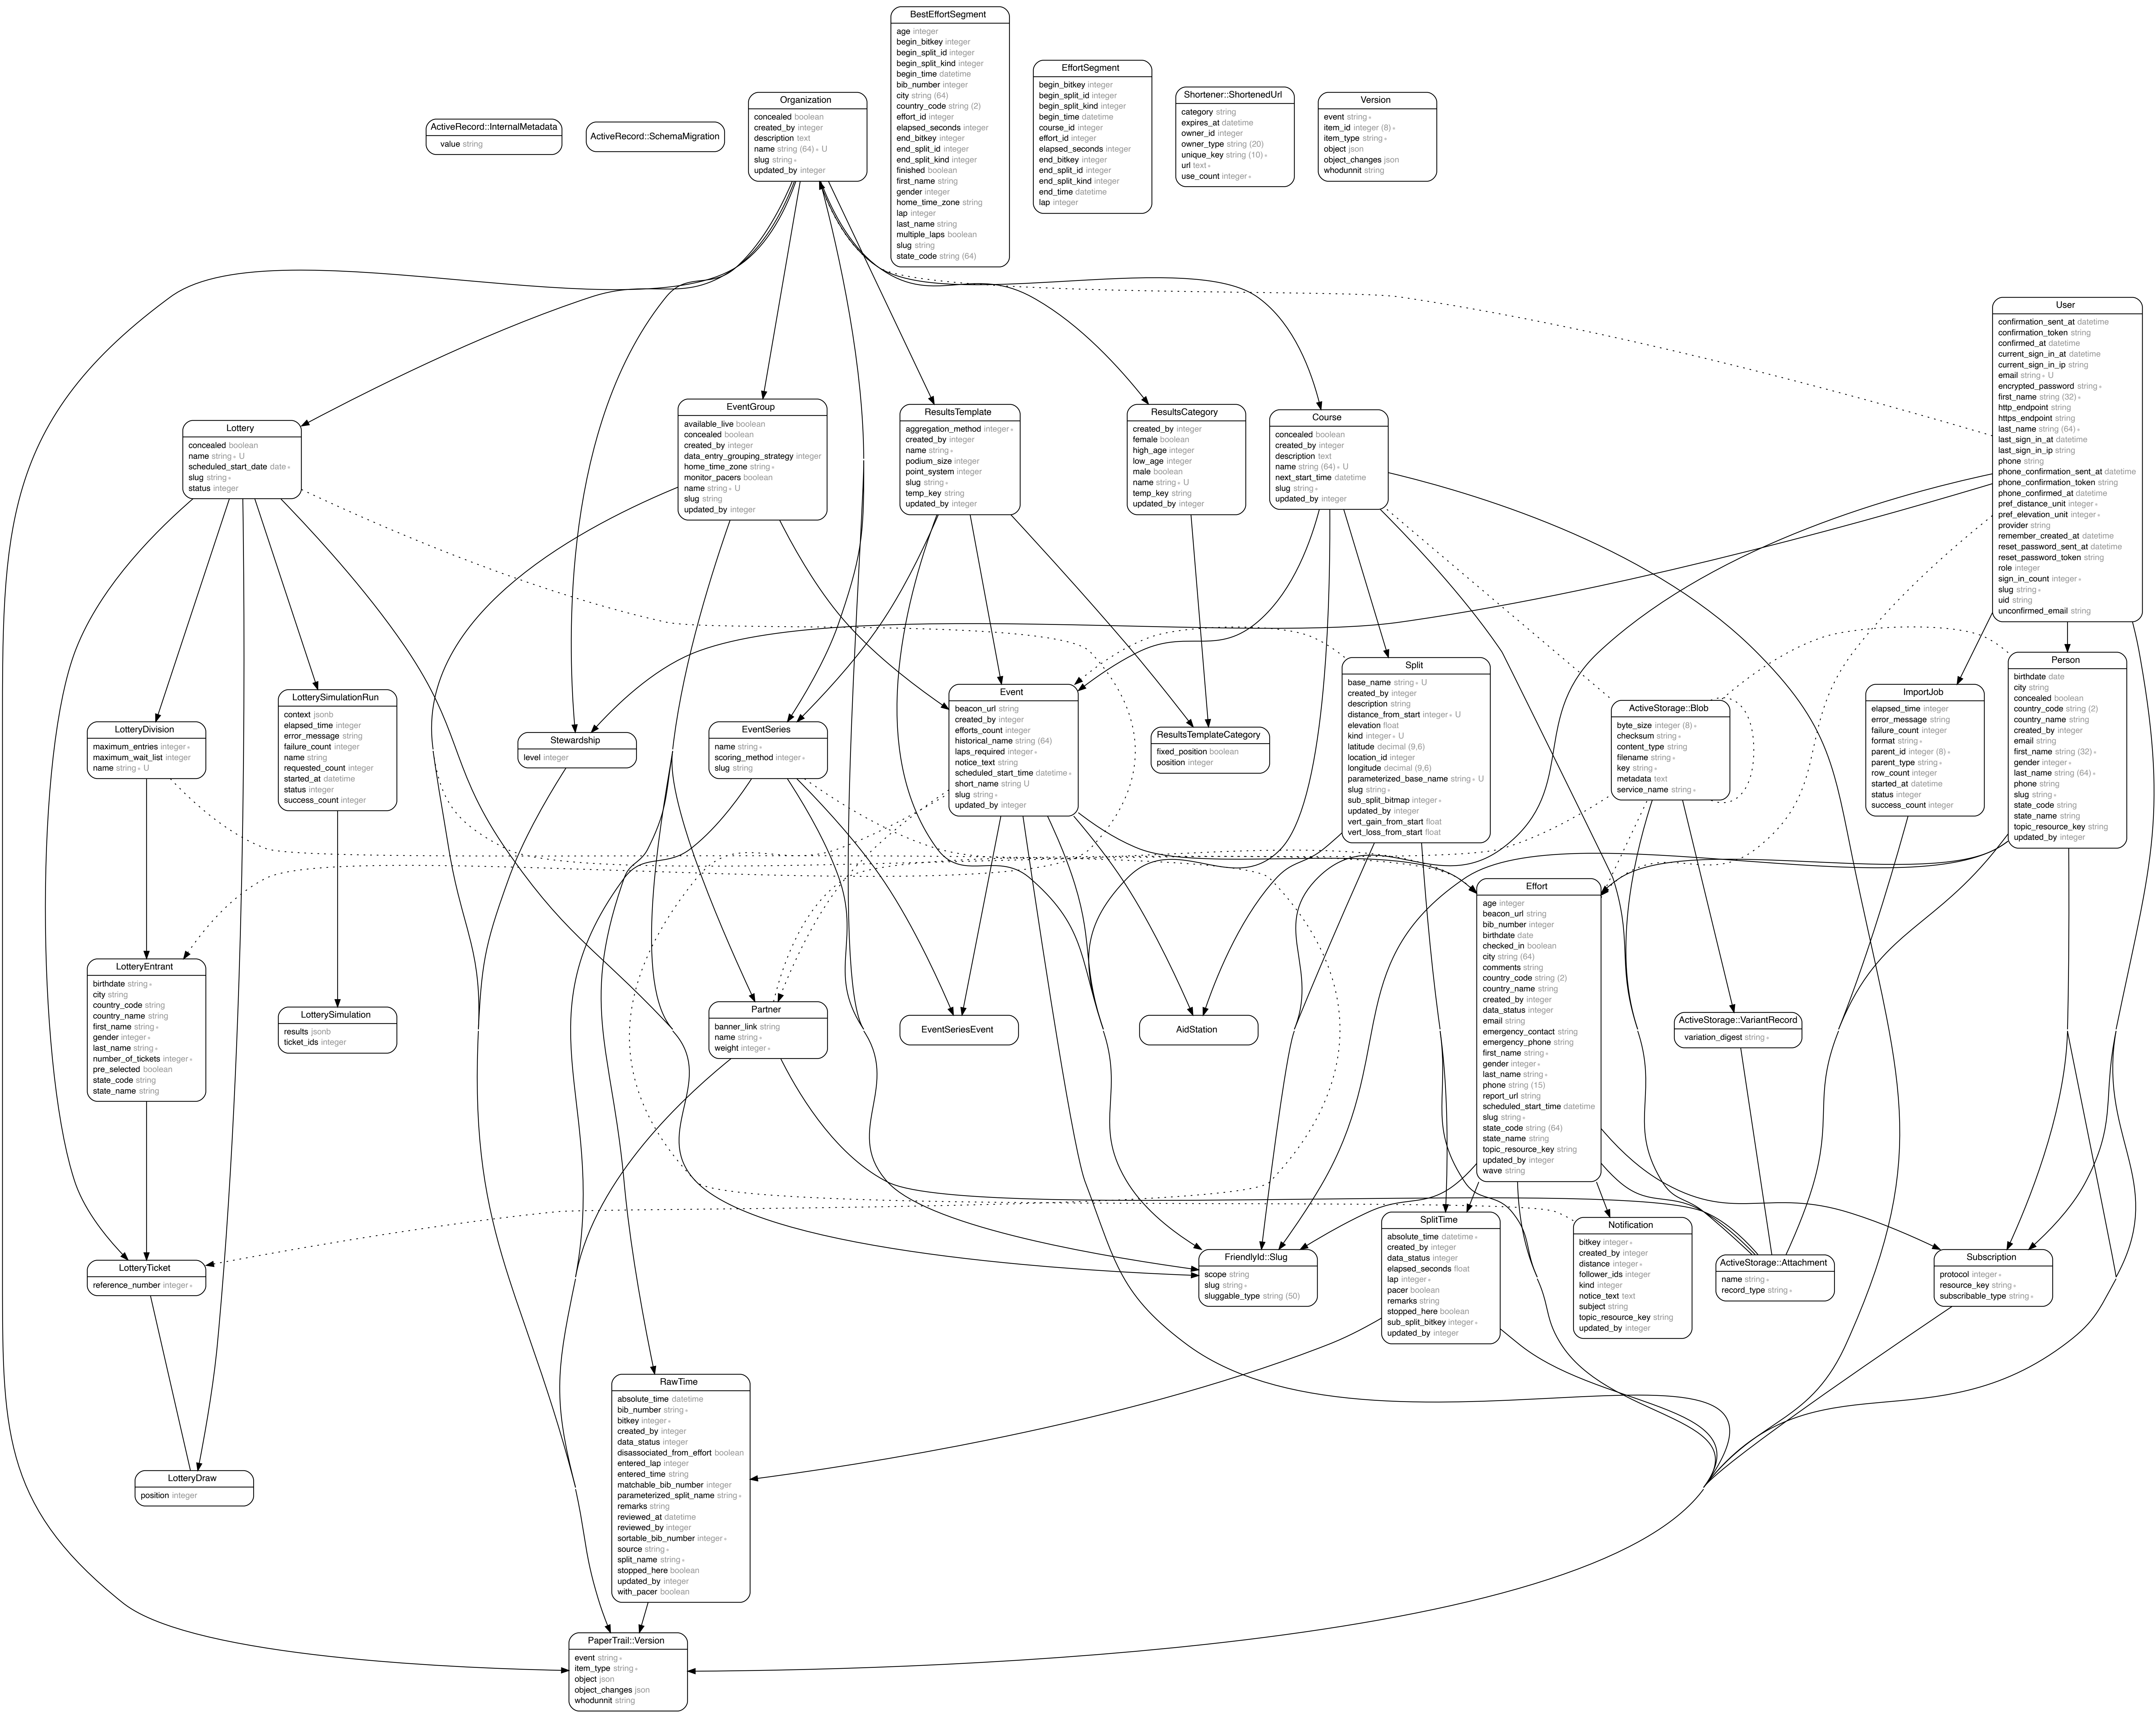 BestEffortSegment
age integer
begin_bitkey integer
begin_split_id integer
begin_split_kind integer
begin_time datetime
bib_number integer
city string (64)
country_code string (2)
effort_id integer
elapsed_seconds integer
end_bitkey integer
end_split_id integer
end_split_kind integer
finished boolean
first_name string
gender integer
home_time_zone string
lap integer
last_name string
multiple_laps boolean
slug string
state_code string (64)
EffortSegment
begin_bitkey integer
begin_split_id integer
begin_split_kind integer
begin_time datetime
course_id integer
effort_id integer
elapsed_seconds integer
end_bitkey integer
end_split_id integer
end_split_kind integer
end_time datetime
lap integer
Shortener::ShortenedUrl
category string
expires_at datetime
owner_id integer
owner_type string (20)
unique_key string (10) ∗
url text ∗
use_count integer ∗
Version
event string ∗
item_id integer (8) ∗
item_type string ∗
object json
object_changes json
whodunnit string
Organization
concealed boolean
created_by integer
description text
name string (64) ∗ U
slug string ∗
updated_by integer
ActiveRecord::InternalMetadata
value string
ActiveRecord::SchemaMigration
User
confirmation_sent_at datetime
confirmation_token string
confirmed_at datetime
current_sign_in_at datetime
current_sign_in_ip string
email string ∗ U
encrypted_password string ∗
first_name string (32) ∗
http_endpoint string
https_endpoint string
last_name string (64) ∗
last_sign_in_at datetime
last_sign_in_ip string
phone string
phone_confirmation_sent_at datetime
phone_confirmation_token string
phone_confirmed_at datetime
pref_distance_unit integer ∗
pref_elevation_unit integer ∗
provider string
remember_created_at datetime
reset_password_sent_at datetime
reset_password_token string
role integer
sign_in_count integer ∗
slug string ∗
uid string
unconfirmed_email string
Lottery
concealed boolean
name string ∗ U
scheduled_start_date date ∗
slug string ∗
status integer
EventGroup
available_live boolean
concealed boolean
created_by integer
data_entry_grouping_strategy integer
home_time_zone string ∗
monitor_pacers boolean
name string ∗ U
slug string
updated_by integer
ResultsTemplate
aggregation_method integer ∗
created_by integer
name string ∗
podium_size integer
point_system integer
slug string ∗
temp_key string
updated_by integer
ResultsCategory
created_by integer
female boolean
high_age integer
low_age integer
male boolean
name string ∗ U
temp_key string
updated_by integer
Course
concealed boolean
created_by integer
description text
name string (64) ∗ U
next_start_time datetime
slug string ∗
updated_by integer
LotteryDivision
maximum_entries integer ∗
maximum_wait_list integer
name string ∗ U
LotterySimulationRun
context jsonb
elapsed_time integer
error_message string
failure_count integer
name string
requested_count integer
started_at datetime
status integer
success_count integer
Stewardship
level integer
EventSeries
name string ∗
scoring_method integer ∗
slug string
Event
beacon_url string
created_by integer
efforts_count integer
historical_name string (64)
laps_required integer ∗
notice_text string
scheduled_start_time datetime ∗
short_name string U
slug string ∗
updated_by integer
ResultsTemplateCategory
fixed_position boolean
position integer
Split
base_name string ∗ U
created_by integer
description string
distance_from_start integer ∗ U
elevation float
kind integer ∗ U
latitude decimal (9,6)
location_id integer
longitude decimal (9,6)
parameterized_base_name string ∗ U
slug string ∗
sub_split_bitmap integer ∗
updated_by integer
vert_gain_from_start float
vert_loss_from_start float
ActiveStorage::Blob
byte_size integer (8) ∗
checksum string ∗
content_type string
filename string ∗
key string ∗
metadata text
service_name string ∗
ImportJob
elapsed_time integer
error_message string
failure_count integer
format string ∗
parent_id integer (8) ∗
parent_type string ∗
row_count integer
started_at datetime
status integer
success_count integer
Person
birthdate date
city string
concealed boolean
country_code string (2)
country_name string
created_by integer
email string
first_name string (32) ∗
gender integer ∗
last_name string (64) ∗
phone string
slug string ∗
state_code string
state_name string
topic_resource_key string
updated_by integer
LotteryEntrant
birthdate string ∗
city string
country_code string
country_name string
first_name string ∗
gender integer ∗
last_name string ∗
number_of_tickets integer ∗
pre_selected boolean
state_code string
state_name string
LotterySimulation
results jsonb
ticket_ids integer
Partner
banner_link string
name string ∗
weight integer ∗
EventSeriesEvent
AidStation
Effort
age integer
beacon_url string
bib_number integer
birthdate date
checked_in boolean
city string (64)
comments string
country_code string (2)
country_name string
created_by integer
data_status integer
email string
emergency_contact string
emergency_phone string
first_name string ∗
gender integer ∗
last_name string ∗
phone string (15)
report_url string
scheduled_start_time datetime
slug string ∗
state_code string (64)
state_name string
topic_resource_key string
updated_by integer
wave string
ActiveStorage::VariantRecord
variation_digest string ∗
LotteryTicket
reference_number integer ∗
FriendlyId::Slug
scope string
slug string ∗
sluggable_type string (50)
SplitTime
absolute_time datetime ∗
created_by integer
data_status integer
elapsed_seconds float
lap integer ∗
pacer boolean
remarks string
stopped_here boolean
sub_split_bitkey integer ∗
updated_by integer
Notification
bitkey integer ∗
created_by integer
distance integer ∗
follower_ids integer
kind integer
notice_text text
subject string
topic_resource_key string
updated_by integer
ActiveStorage::Attachment
name string ∗
record_type string ∗
Subscription
protocol integer ∗
resource_key string ∗
subscribable_type string ∗
LotteryDraw
position integer
RawTime
absolute_time datetime
bib_number string ∗
bitkey integer ∗
created_by integer
data_status integer
disassociated_from_effort boolean
entered_lap integer
entered_time string
matchable_bib_number integer
parameterized_split_name string ∗
remarks string
reviewed_at datetime
reviewed_by integer
sortable_bib_number integer ∗
source string ∗
split_name string ∗
stopped_here boolean
updated_by integer
with_pacer boolean
PaperTrail::Version
event string ∗
item_type string ∗
object json
object_changes json
whodunnit string